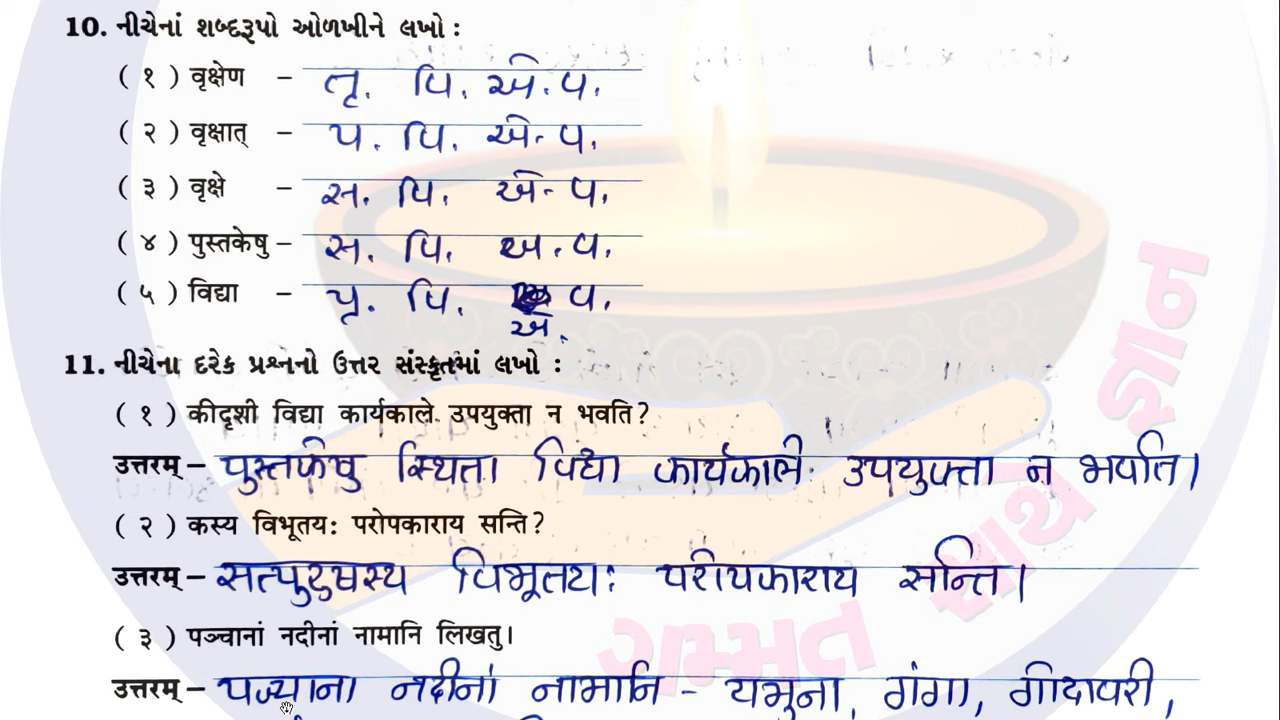 10. નીચેનાં શબ્દરૂપો ઓળખીને લખો :
( १ ) वृक्षेण - તૃ. વિ. એ. વ.
( २ ) वृक्षात् - પ. વિ. એ. વ.
( ३ ) वृक्षे - સ. વિ. એ. વ.
( ४ ) पुस्तकेषु - સ. વિ. બ. વ.
( ५ ) विद्या - પ્ર. વિ. વ.
એ.
11. નીચેના દરેક પ્રશ્નનો ઉત્તર સંસ્કૃતમાં લખો :
( १ ) कीदृशी विद्या कार्यकाले उपयुक्ता न भवति?
उत्तरम् - पुस्तकेषु स्थिता विद्या कार्यकाले उपयुक्ता न भवति।
( २ ) कस्य विभूतय: परोपकाराय सन्ति?
उत्तरम् - सत्पुरुषस्य विभूतय: परोपकाराय सन्ति।
( ३ ) पञ्चानां नदीनां नामानि लिखतु।
उत्तरम् - पञ्चाना नदीनां नामानि - यमुना, गंगा, गोदावरी,
ગમ્મત સાથે જ્ઞાન